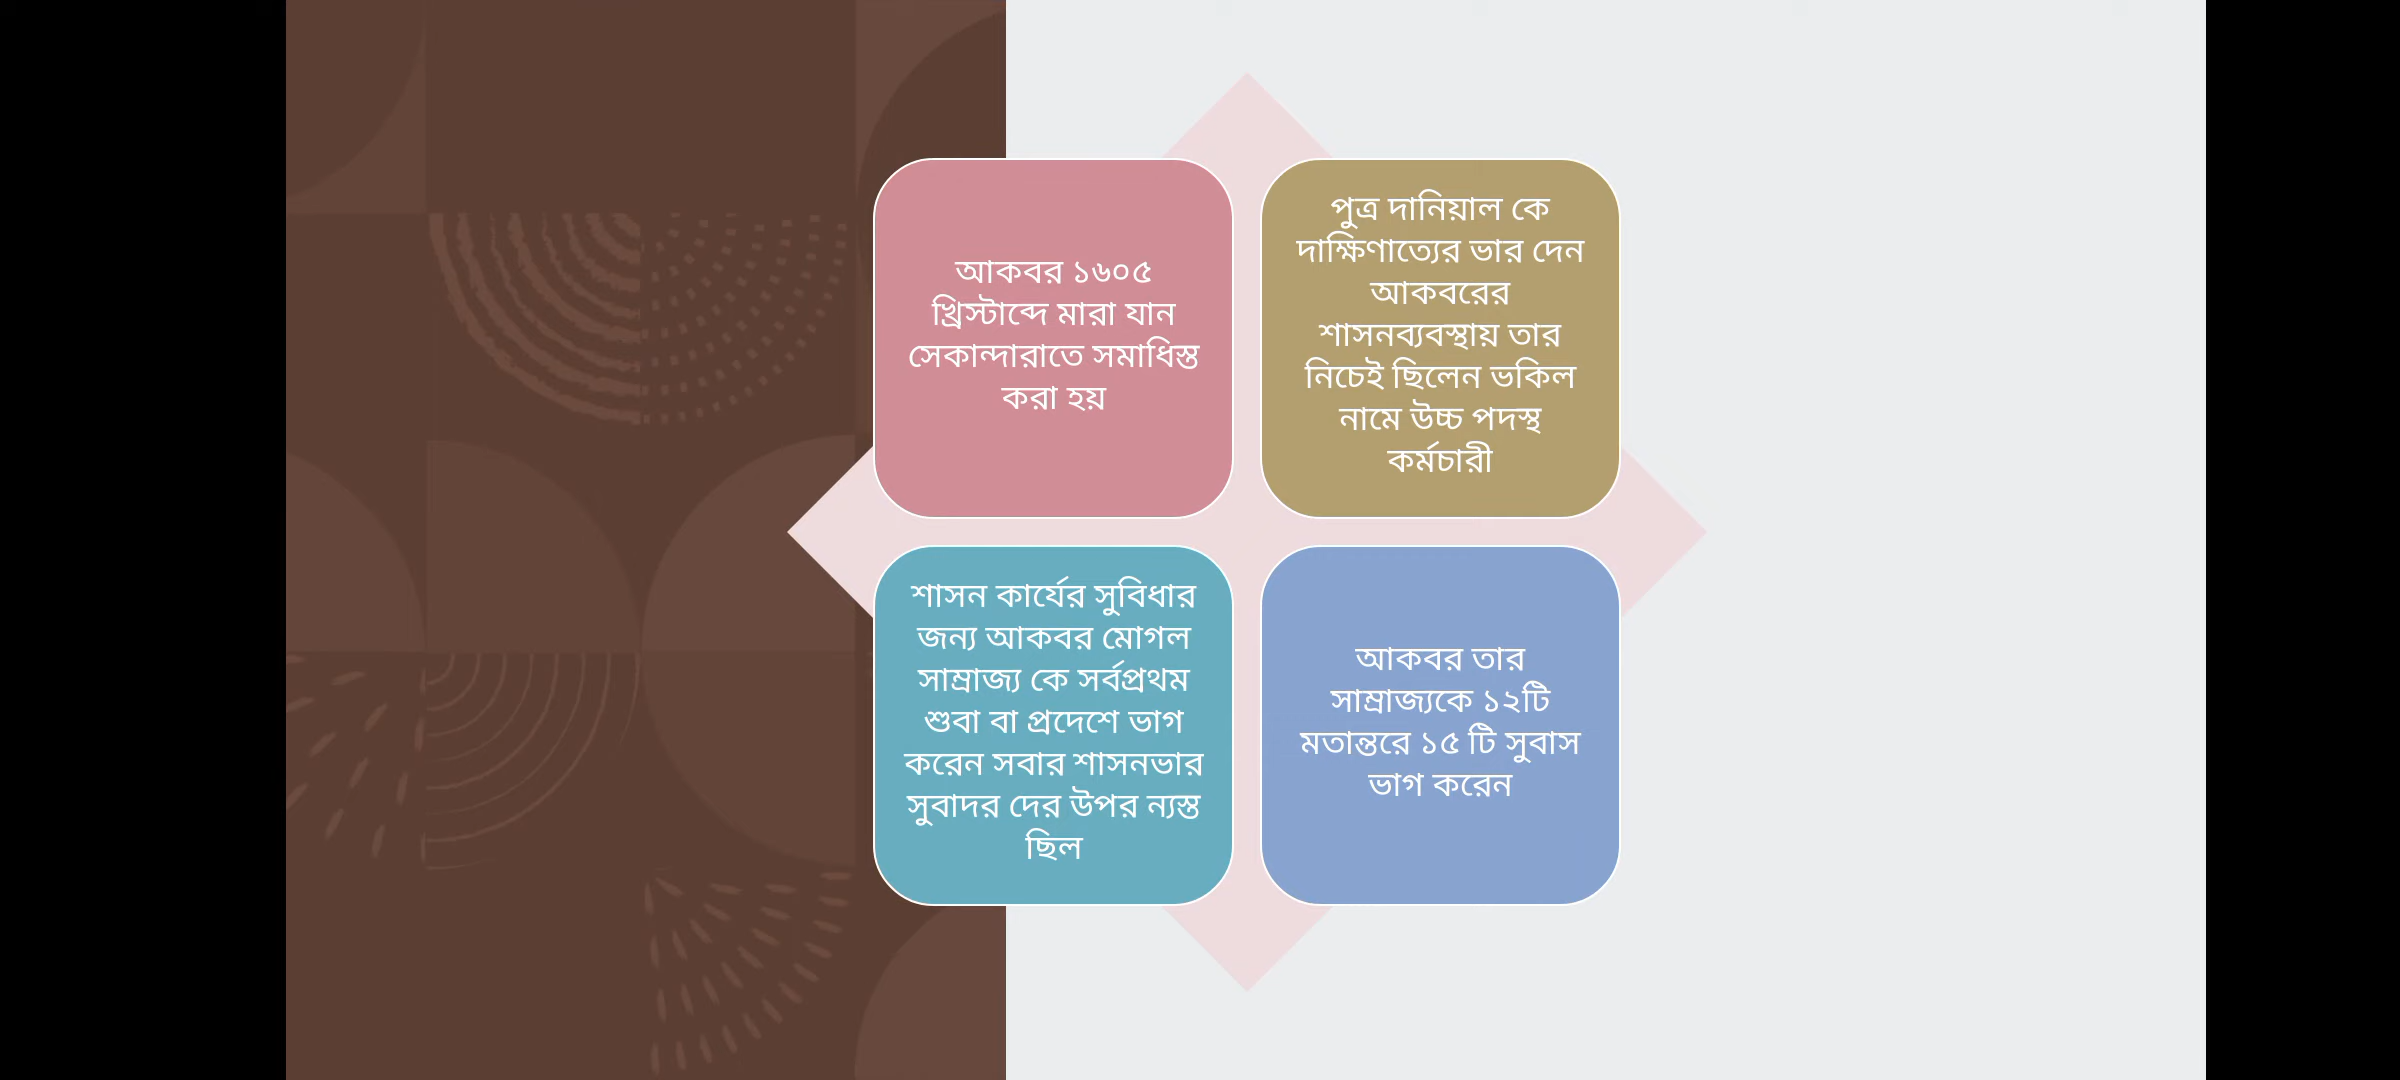 আকবর ১৬০৫
খ্রিস্টাব্দে মারা যান
সেকান্দারাতে সমাধিস্ত
করা হয়
পুত্র দানিয়াল কে
দাক্ষিণাত্যের ভার দেন
আকবরের
শাসনব্যবস্থায় তার
নিচেই ছিলেন ভকিল
নামে উচ্চ পদস্থ
কর্মচারী
শাসন কার্যের সুবিধার
জন্য আকবর মোগল
সাম্রাজ্য কে সর্বপ্রথম
শুবা বা প্রদেশে ভাগ
করেন সবার শাসনভার
সুবাদর দের উপর ন্যস্ত
ছিল
আকবর তার
সাম্রাজ্যকে ১২টি
মতান্তরে ১৫ টি সুবাস
ভাগ করেন